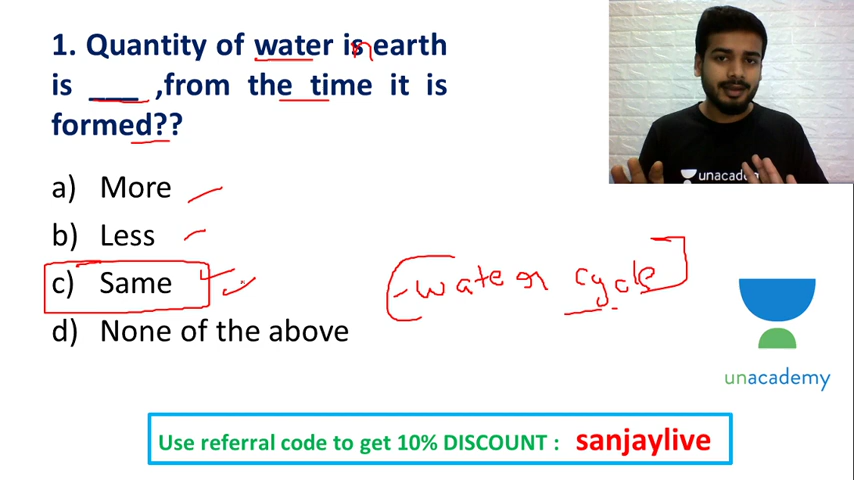 1. Quantity of water is earth
is ___ ,from the time it is
formed??
a) More
b) Less
c) Same
d) None of the above
water cycle
unacademy
unacademy
Use referral code to get 10% DISCOUNT : sanjaylive